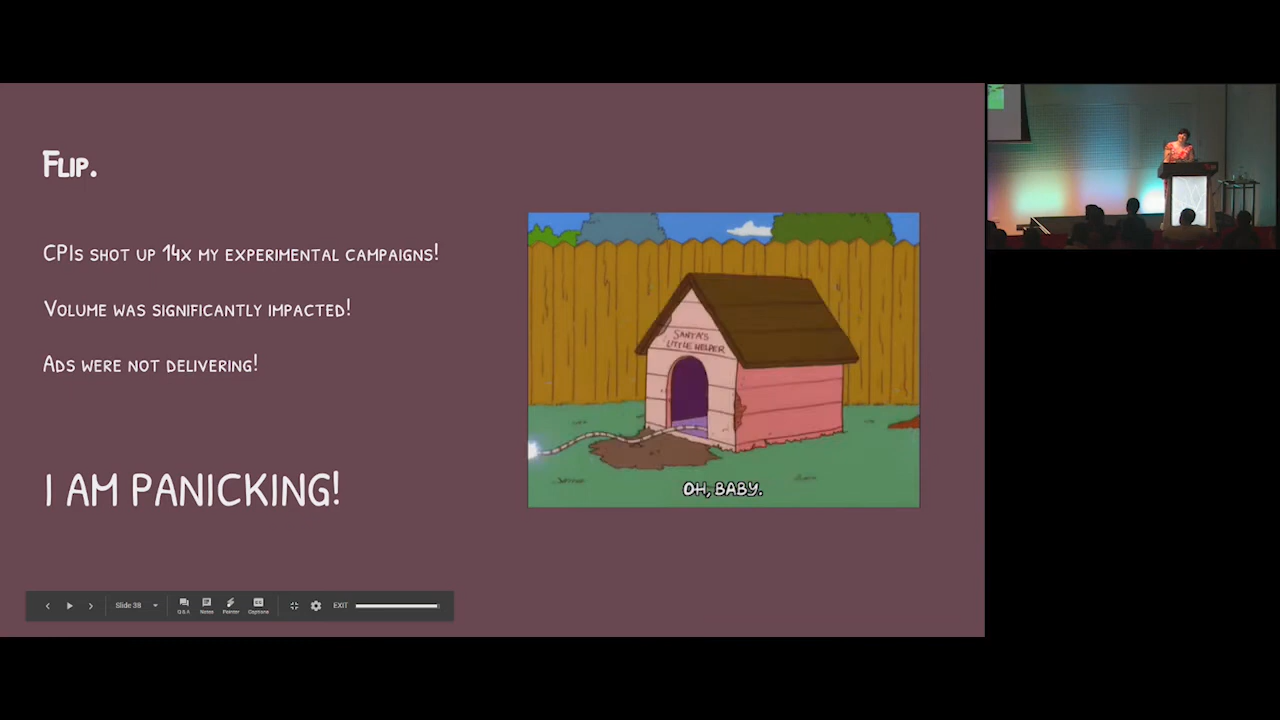 Flip.
CPIs shot up 14x my experimental campaigns!
Volume was significantly impacted!
Ads were not delivering!
I AM PANICKING!
SANTA'S
LITTLE HELPER
OH, BABY.
Slide 38
Q&A Notes Pointer Captions
EXIT